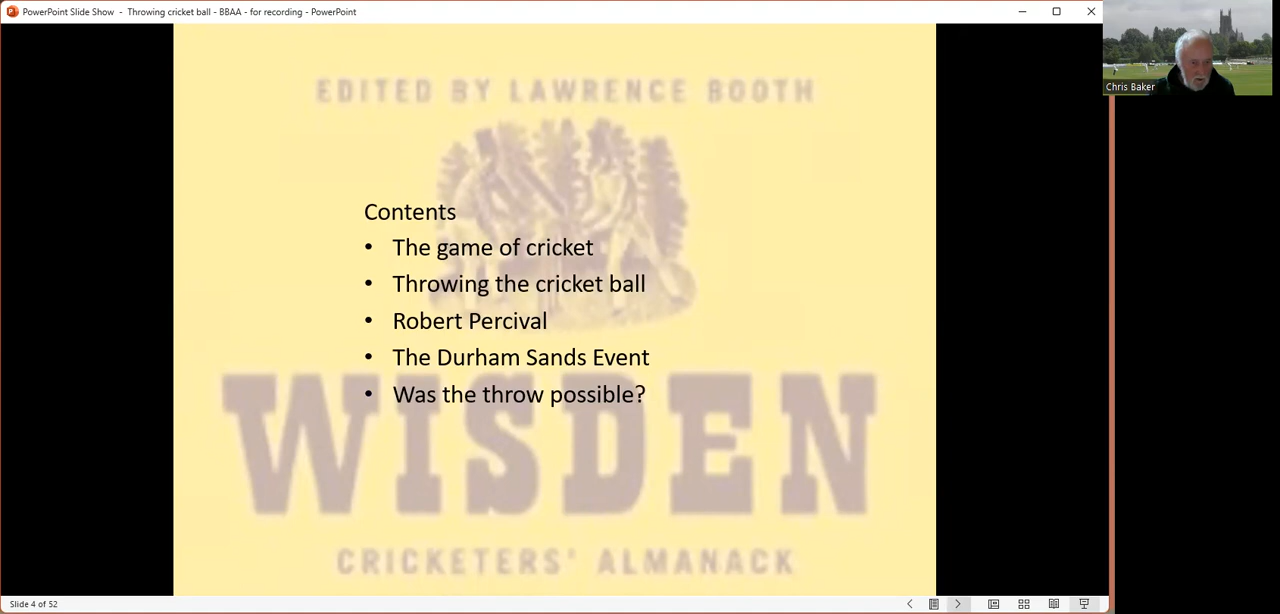 PowerPoint Slide Show - Throwing cricket ball - BBAA - for recording - PowerPoint
Chris Baker
EDITED BY LAWRENCE BOOTH
Contents
• The game of cricket
• Throwing the cricket ball
• Robert Percival
• The Durham Sands Event
• Was the throw possible?
WISDEN
CRICKETERS' ALMANACK
Slide 4 of 52